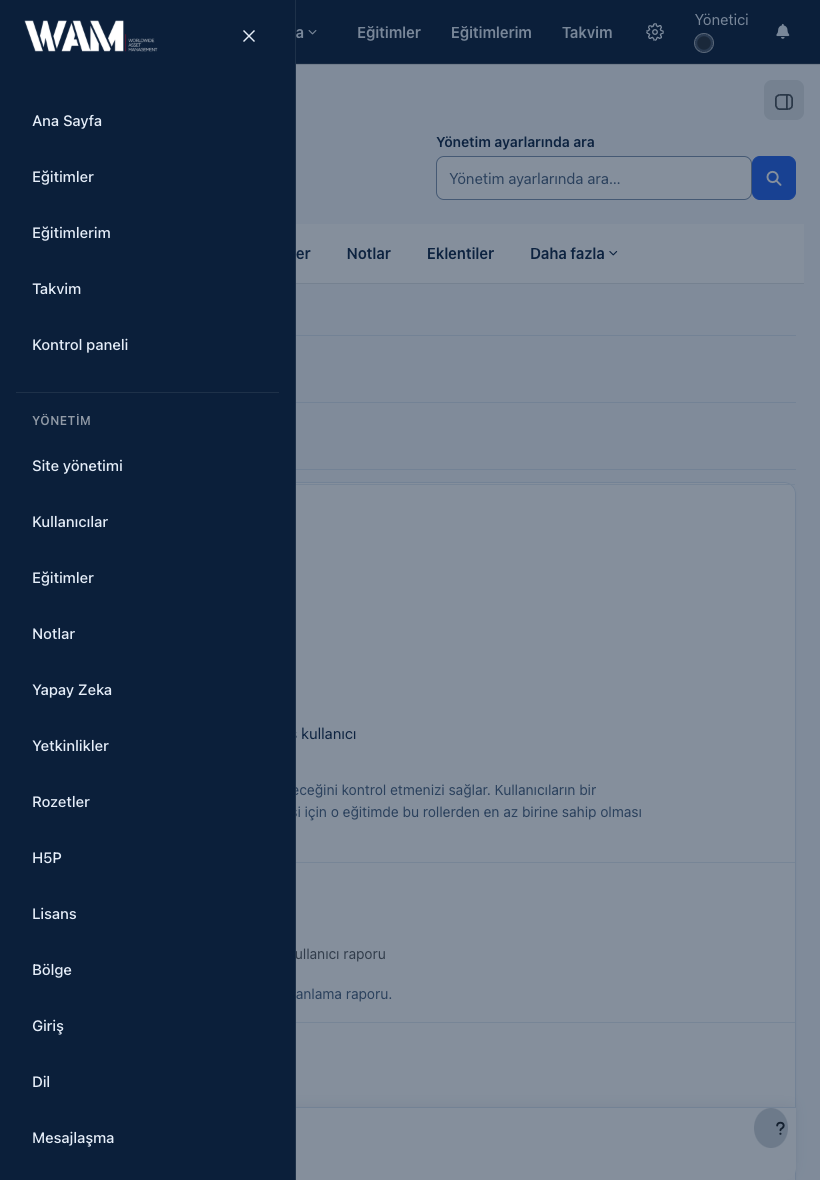 WAM WORLDWIDE
ASSET
MANAGEMENT
a Eğitimler Eğitimlerim Takvim Yönetici
Ana Sayfa
Eğitimler
Eğitimlerim
Takvim
Kontrol paneli
YÖNETİM
Site yönetimi
Kullanıcılar
Eğitimler
Notlar
Yapay Zeka
Yetkinlikler
Rozetler
H5P
Lisans
Bölge
Giriş
Dil
Mesajlaşma
Yönetim ayarlarında ara
Yönetim ayarlarında ara...
er Notlar Eklentiler Daha fazla
kullanıcı
eceğini kontrol etmenizi sağlar. Kullanıcıların bir
i için o eğitimde bu rollerden en az birine sahip olması
ullanıcı raporu
anlama raporu.
?